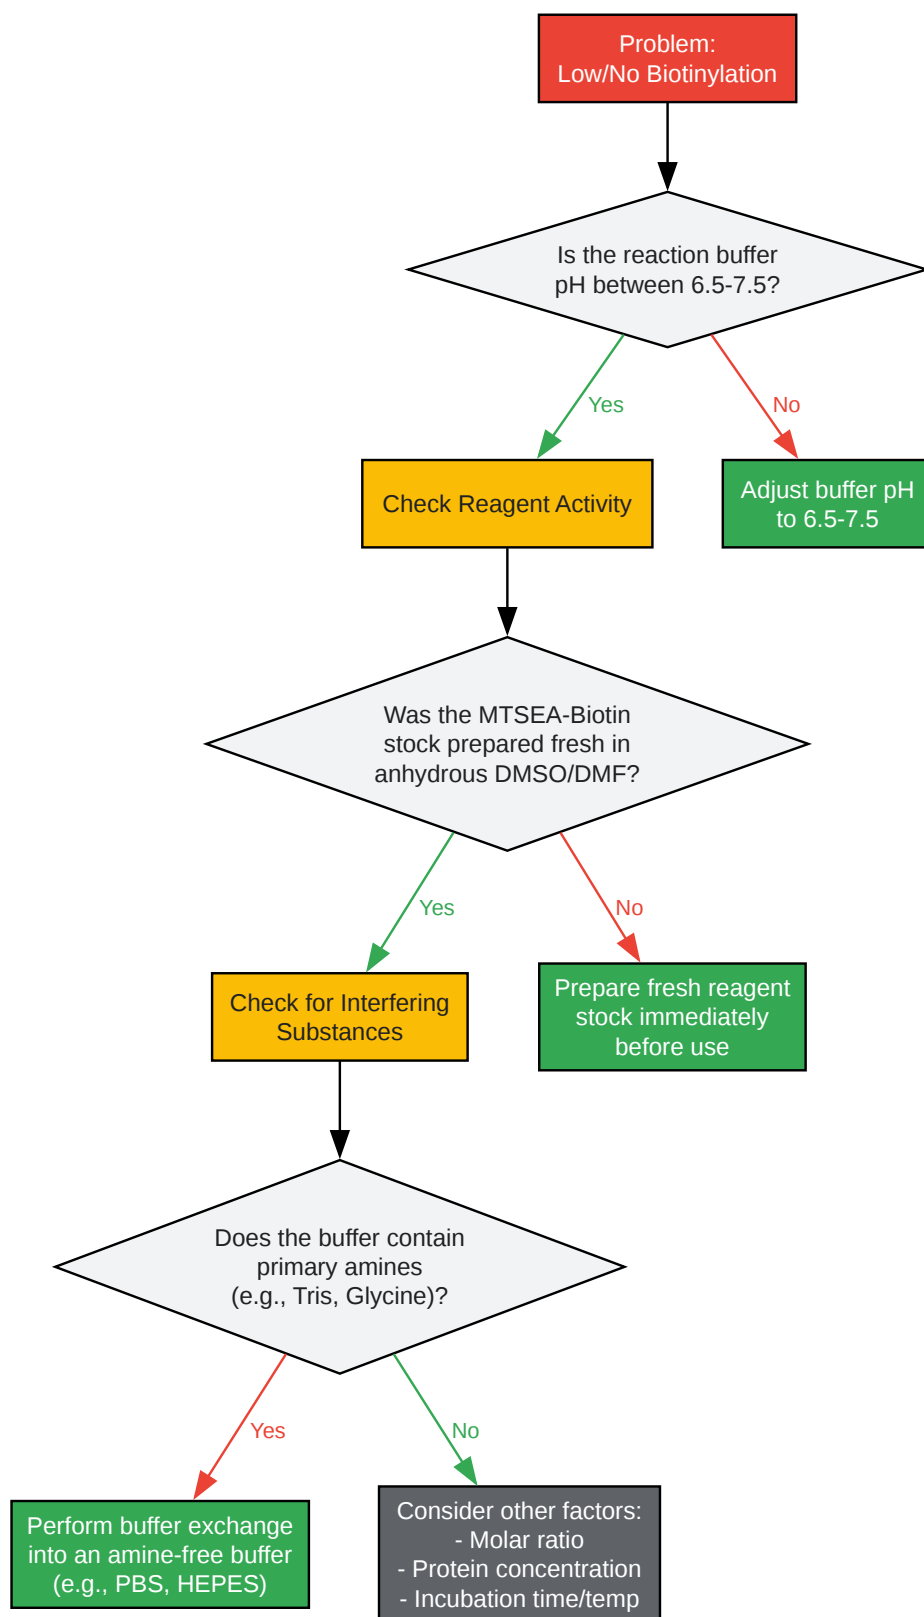 Problem:
Low/No Biotinylation
Is the reaction buffer
pH between 6.5-7.5?
Yes
No
Check Reagent Activity
Adjust buffer pH
to 6.5-7.5
Was the MTSEA-Biotin
stock prepared fresh in
anhydrous DMSO/DMF?
Yes
No
Check for Interfering
Substances
Prepare fresh reagent
stock immediately
before use
Does the buffer contain
primary amines
(e.g., Tris, Glycine)?
Yes
No
Perform buffer exchange
into an amine-free buffer
(e.g., PBS, HEPES)
Consider other factors:
- Molar ratio
- Protein concentration
- Incubation time/temp